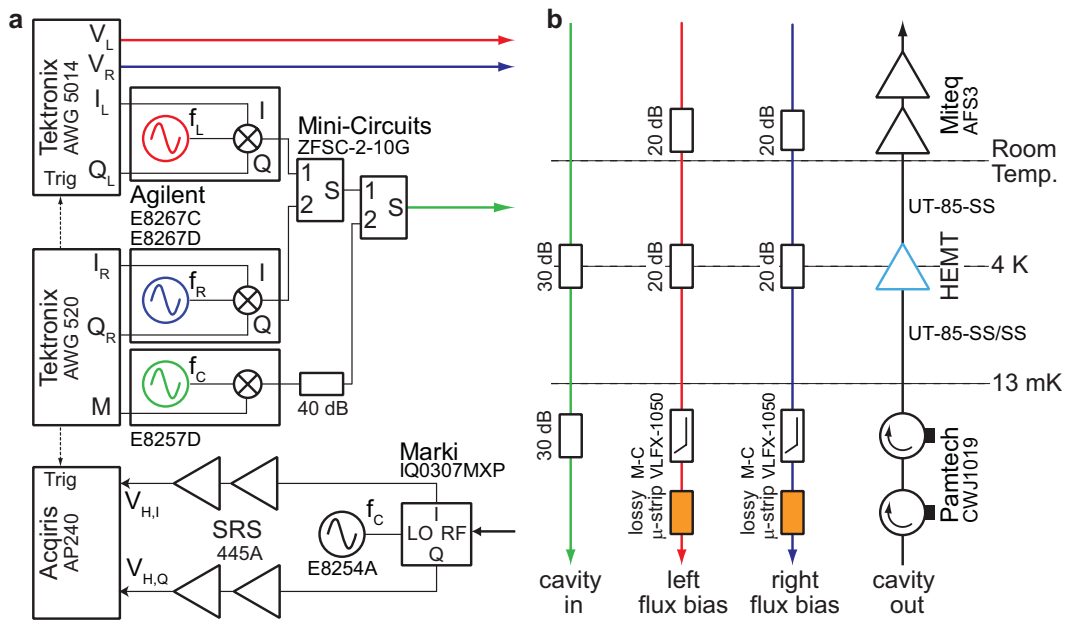 a
Tektronix
AWG 5014
V_L
V_R
I_L
Q_L
Trig
f_L
I
Q
Agilent
E8267C
E8267D
Mini-Circuits
ZFSC-2-10G
1
2
S
1
2
S
Tektronix
AWG 520
I_R
Q_R
M
f_R
I
Q
f_C
E8257D
40 dB
Acqiris
AP240
Trig
V_H,I
V_H,Q
SRS
445A
f_C
E8254A
Marki
IQ0307MXP
I
LO RF
Q
b
20 dB
20 dB
Miteq
AFS3
Room
Temp.
UT-85-SS
30 dB
20 dB
20 dB
HEMT
4 K
UT-85-SS/SS
13 mK
30 dB
M-C
VLFX-1050
lossy
μ-strip
M-C
VLFX-1050
lossy
μ-strip
Pamtech
CWJ1019
cavity
in
left
flux bias
right
flux bias
cavity
out